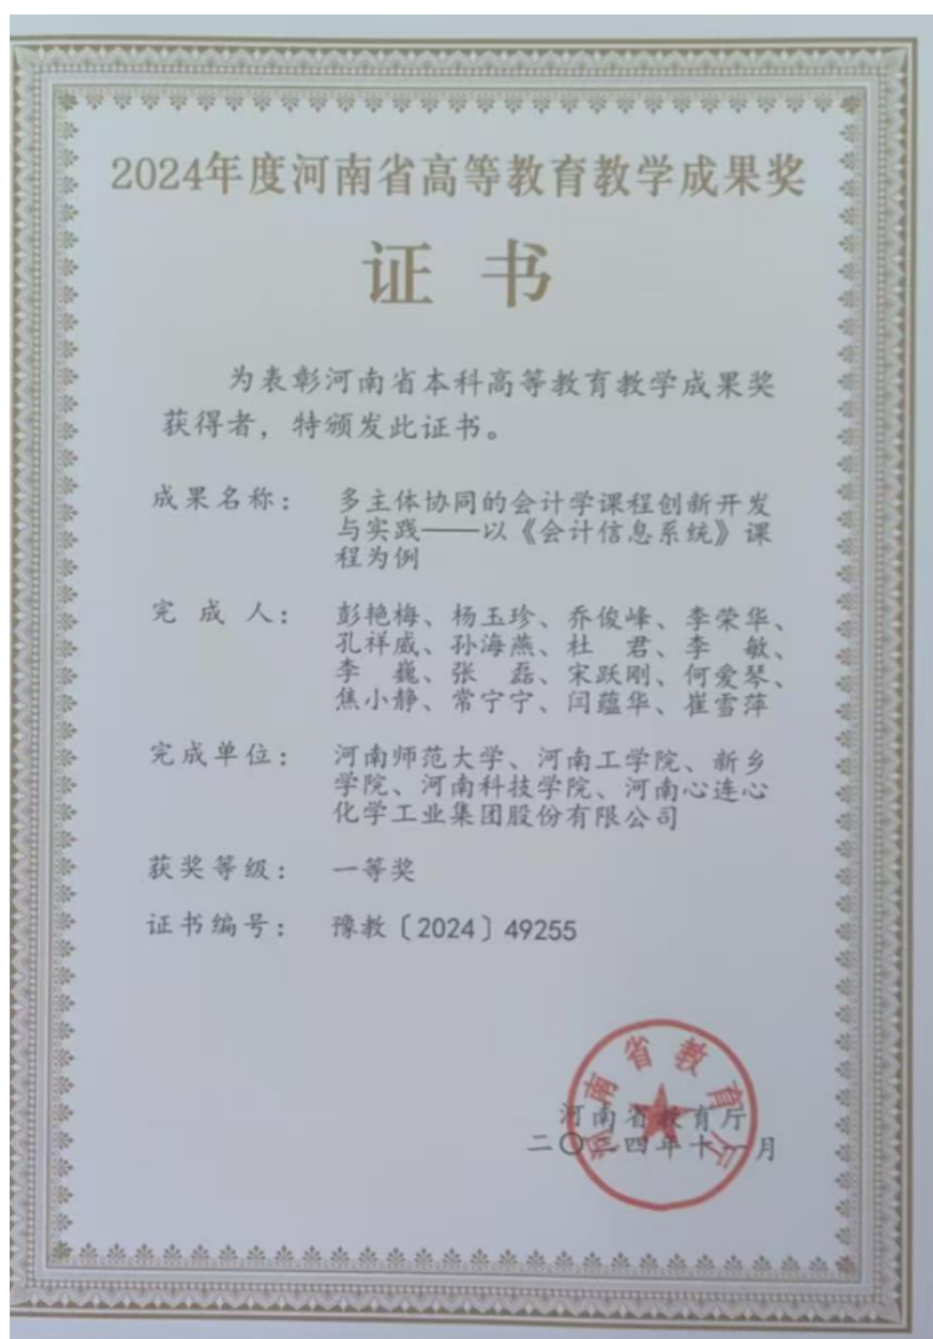 2024年度河南省高等教育教学成果奖
证 书
为表彰河南省本科高等教育教学成果奖
获得者，特颁发此证书。
成果名称： 多主体协同的会计学课程创新开发
与实践——以《会计信息系统》课
程为例
完 成 人： 彭艳梅、杨玉珍、乔俊峰、李荣华、
孔祥威、孙海燕、杜 君、李 敏、
李 巍、张 磊、宋跃刚、何爱琴、
焦小静、常宁宁、闫蕴华、崔雪萍
完成单位： 河南师范大学、河南工学院、新乡
学院、河南科技学院、河南心连心
化学工业集团股份有限公司
获奖等级： 一等奖
证书编号： 豫教〔2024〕49255
河南省教育厅
河南省教育厅
二〇二四年十一月